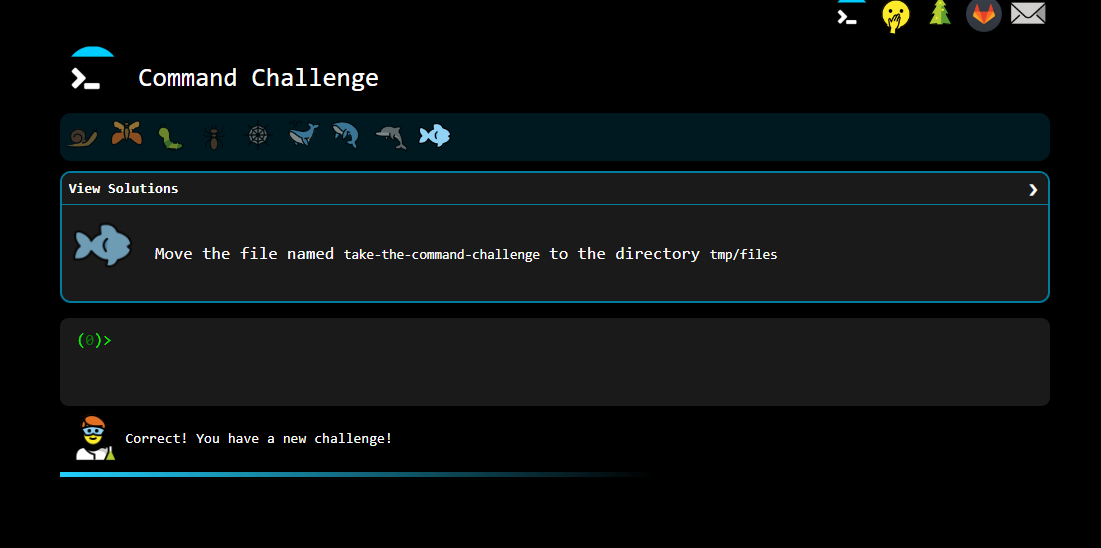 Command Challenge
View Solutions
Move the file named take-the-command-challenge to the directory tmp/files
(0)>
Correct! You have a new challenge!